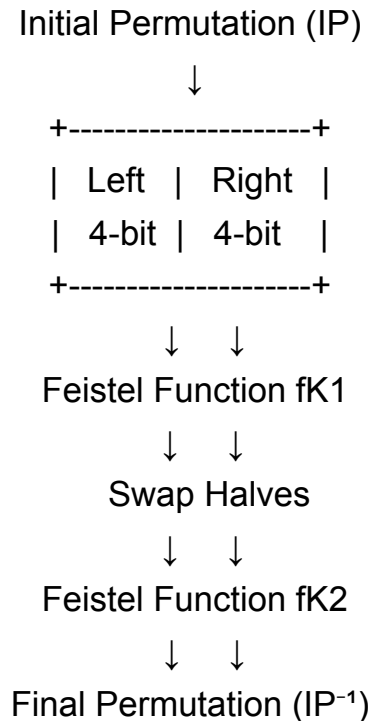 Initial Permutation (IP)
↓
+---------------------+
| Left | Right |
| 4-bit | 4-bit |
+---------------------+
↓ ↓
Feistel Function fK1
↓ ↓
Swap Halves
↓ ↓
Feistel Function fK2
↓ ↓
Final Permutation (IP⁻¹)